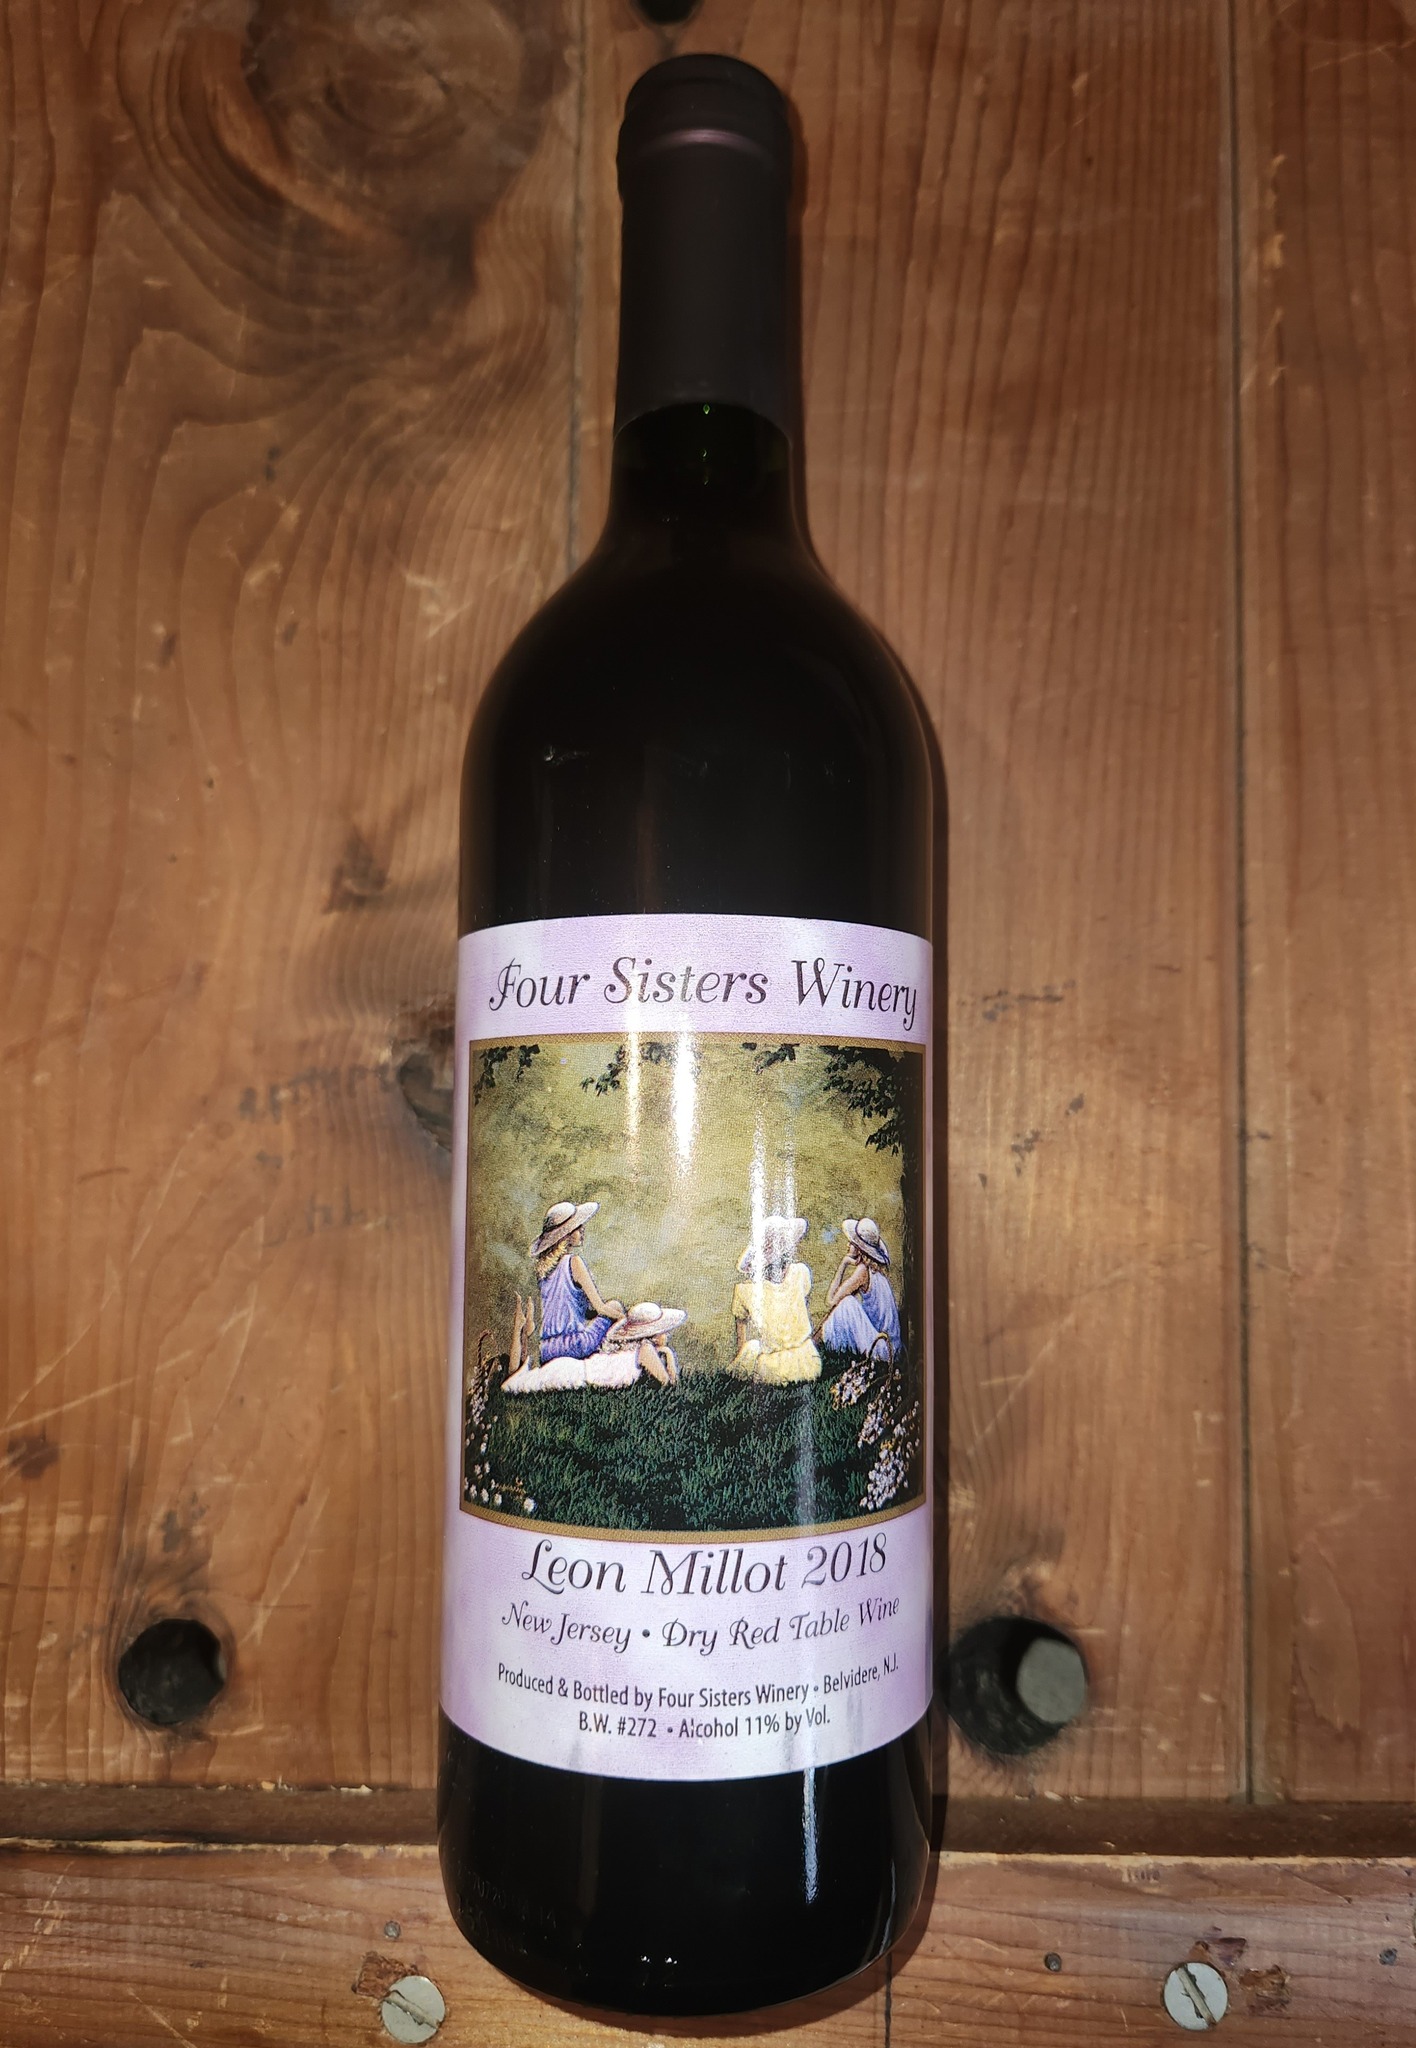 Four Sisters Winery
Leon Millot 2018
New Jersey • Dry Red Table Wine
Produced & Bottled by Four Sisters Winery • Belvidere, N.J.
B.W. #272 • Alcohol 11% by Vol.